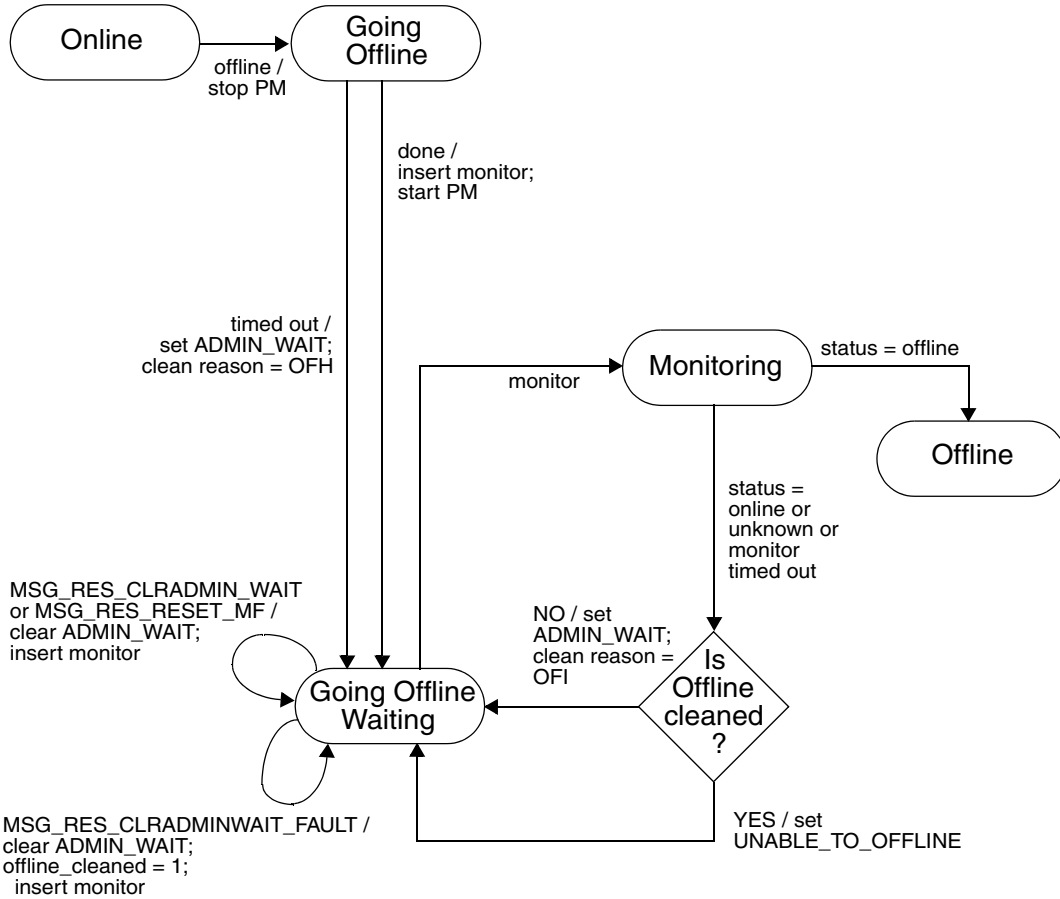 Online
Going
Offline
offline /
stop PM
done /
insert monitor;
start PM
timed out /
set ADMIN_WAIT;
clean reason = OFH
monitor
Monitoring
status = offline
Offline
status =
online or
unknown or
monitor
timed out
MSG_RES_CLRADMIN_WAIT
or MSG_RES_RESET_MF /
clear ADMIN_WAIT;
insert monitor
NO / set
ADMIN_WAIT;
clean reason =
OFI
Is
Offline
cleaned
?
Going Offline
Waiting
MSG_RES_CLRADMINWAIT_FAULT /
clear ADMIN_WAIT;
offline_cleaned = 1;
insert monitor
YES / set
UNABLE_TO_OFFLINE